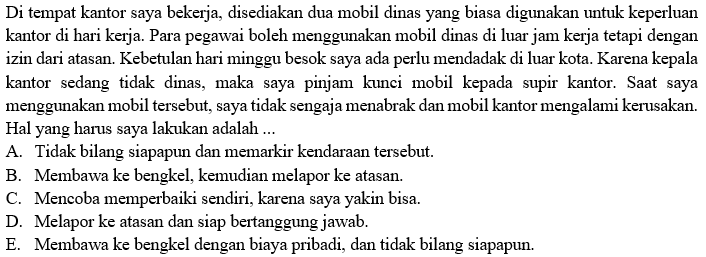 Di tempat kantor saya bekerja, disediakan dua mobil dinas yang biasa digunakan untuk keperluan
kantor di hari kerja. Para pegawai boleh menggunakan mobil dinas di luar jam kerja tetapi dengan
izin dari atasan. Kebetulan hari minggu besok saya ada perlu mendadak di luar kota. Karena kepala
kantor sedang tidak dinas, maka saya pinjam kunci mobil kepada supir kantor. Saat saya
menggunakan mobil tersebut, saya tidak sengaja menabrak dan mobil kantor mengalami kerusakan.
Hal yang harus saya lakukan adalah ...
A. Tidak bilang siapapun dan memarkir kendaraan tersebut.
B. Membawa ke bengkel, kemudian melapor ke atasan.
C. Mencoba memperbaiki sendiri, karena saya yakin bisa.
D. Melapor ke atasan dan siap bertanggung jawab.
E. Membawa ke bengkel dengan biaya pribadi, dan tidak bilang siapapun.